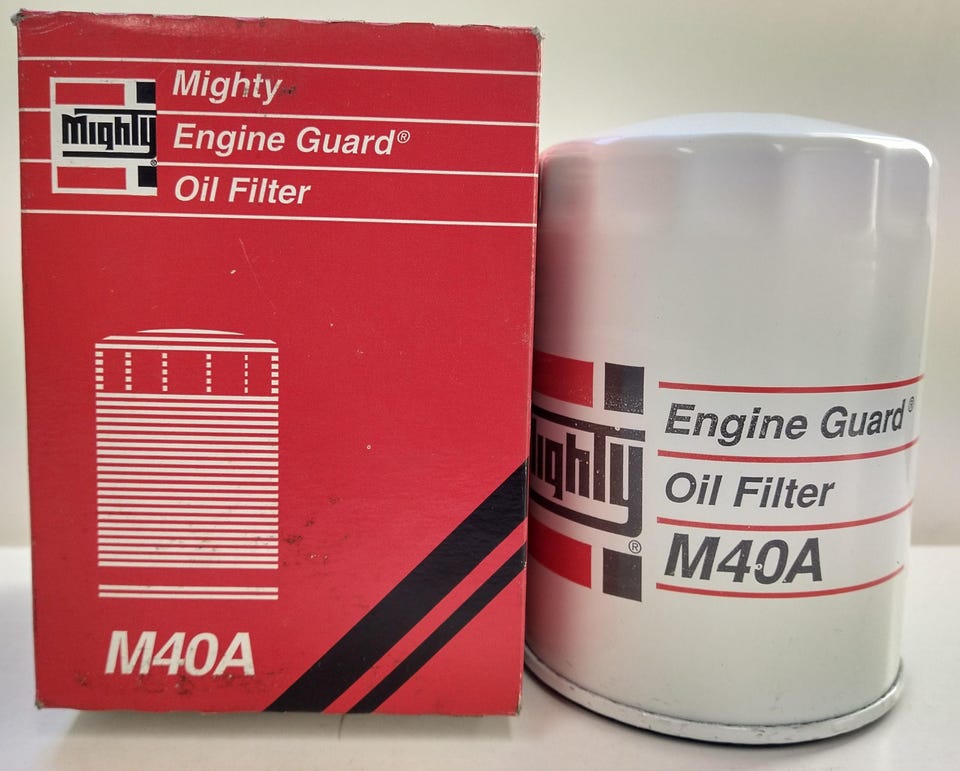 Mighty
Mighty
Engine Guard®
Oil Filter
M40A
Mighty
®
Engine Guard®
Oil Filter
M40A